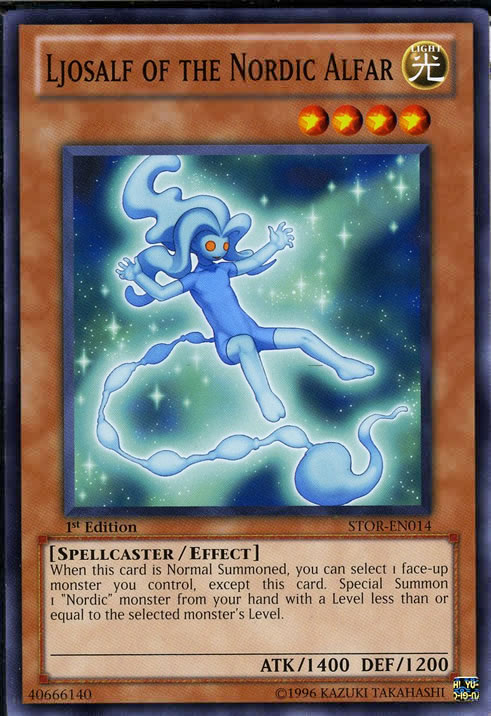 LJOSALF OF THE NORDIC ALFAR
LIGHT
光
1st Edition
STOR-EN014
[SPELLCASTER/EFFECT]
When this card is Normal Summoned, you can select 1 face-up
monster you control, except this card. Special Summon
1 "Nordic" monster from your hand with a Level less than or
equal to the selected monster's Level.
ATK/1400 DEF/1200
40666140
©1996 KAZUKI TAKAHASHI